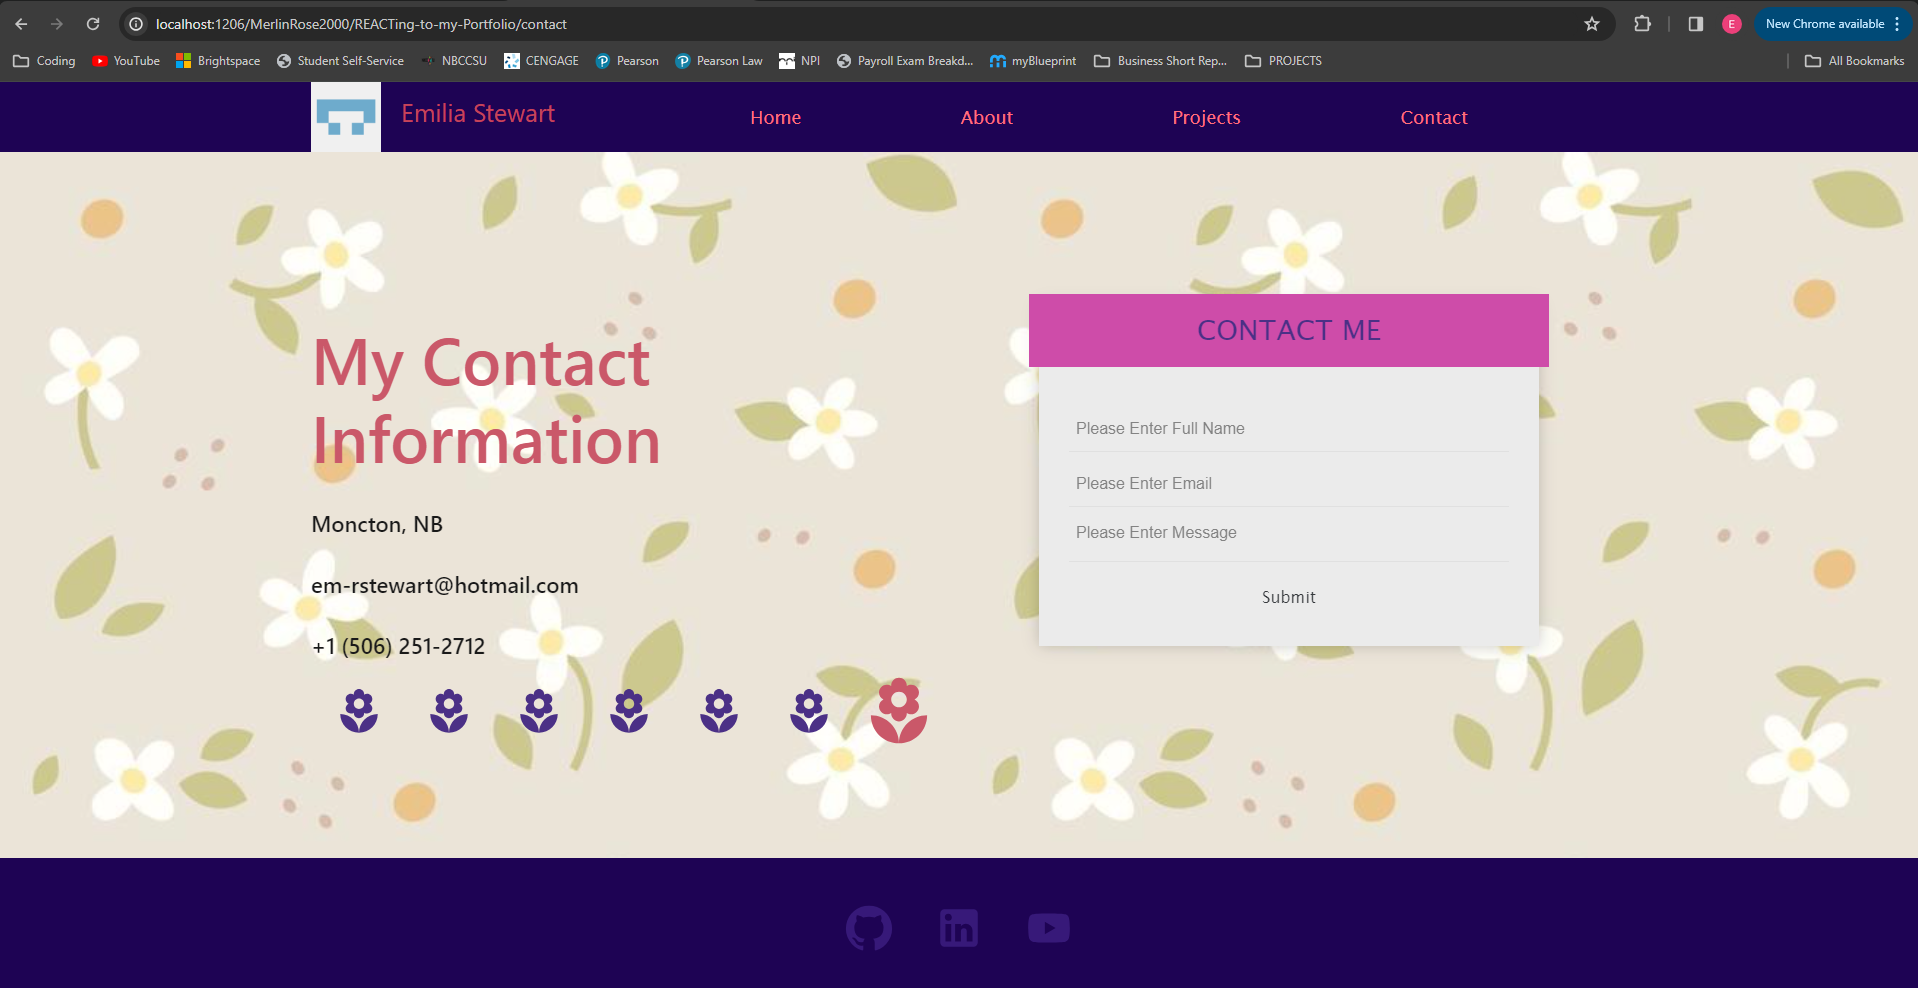 localhost:1206/MerlinRose2000/REACTing-to-my-Portfolio/contact
E
New Chrome available
Coding
YouTube
Brightspace
Student Self-Service
NBCCSU
CENGAGE
Pearson
Pearson Law
NPI
Payroll Exam Breakd...
myBlueprint
Business Short Rep...
PROJECTS
All Bookmarks
Emilia Stewart
Home
About
Projects
Contact
My Contact
Information
Moncton, NB
em-rstewart@hotmail.com
+1 (506) 251-2712
CONTACT ME
Please Enter Full Name
Please Enter Email
Please Enter Message
Submit
in